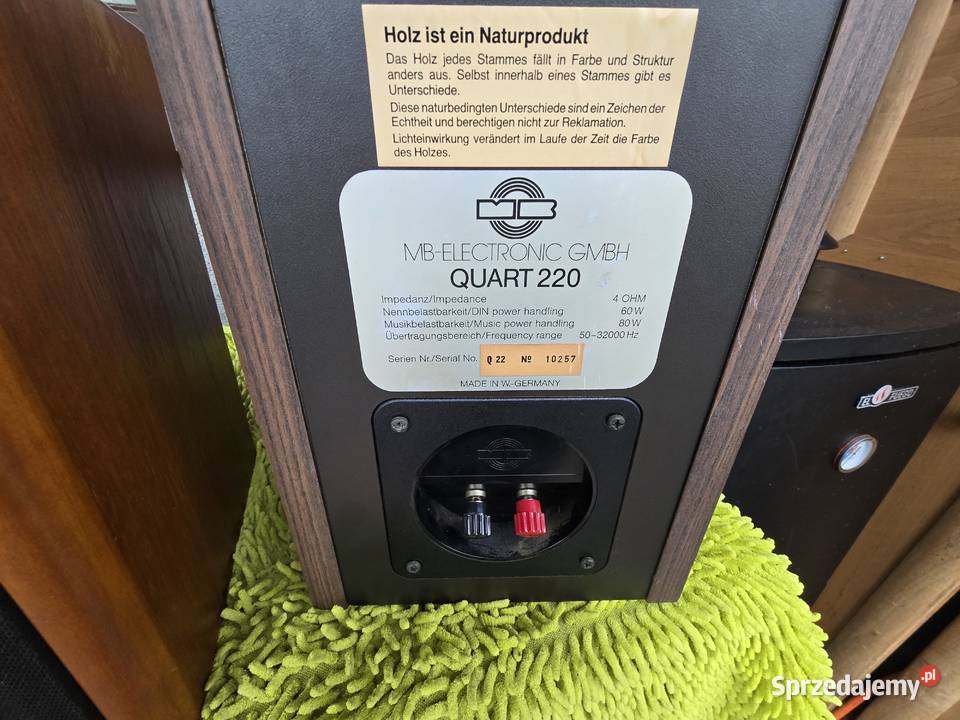 Holz ist ein Naturprodukt
Das Holz jedes Stammes fällt in Farbe und Struktur
anders aus. Selbst innerhalb eines Stammes gibt es
Unterschiede.
Diese naturbedingten Unterschiede sind ein Zeichen der
Echtheit und berechtigen nicht zur Reklamation.
Lichteinwirkung verändert im Laufe der Zeit die Farbe
des Holzes.
MB
MB-ELECTRONIC GMBH
QUART 220
Impedanz/Impedance 4 OHM
Nennbelastbarkeit/DIN power handling 60 W
Musikbelastbarkeit/Music power handling 80 W
Übertragungsbereich/Frequency range 50-32000 Hz
Serien Nr./Serial No. Q 22 Nº 10257
MADE IN W.-GERMANY
MB
Sprzedajemy.pl